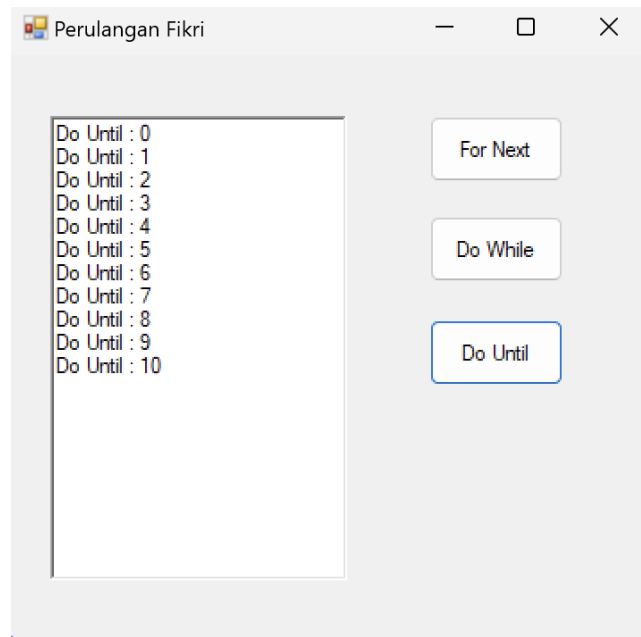 Perulangan Fikri
Do Until : 0
Do Until : 1
Do Until : 2
Do Until : 3
Do Until : 4
Do Until : 5
Do Until : 6
Do Until : 7
Do Until : 8
Do Until : 9
Do Until : 10
For Next
Do While
Do Until